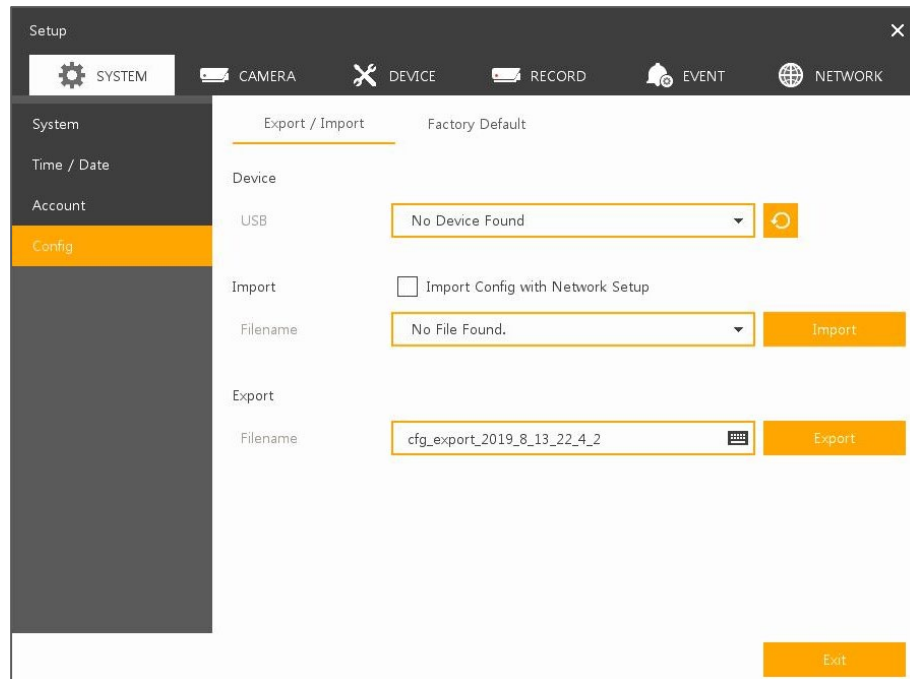 Setup
SYSTEM CAMERA DEVICE RECORD EVENT NETWORK
System
Time / Date
Account
Config
Export / Import Factory Default
Device
USB No Device Found
Import Import Config with Network Setup
Filename No File Found. Import
Export
Filename cfg_export_2019_8_13_22_4_2 Export
Exit